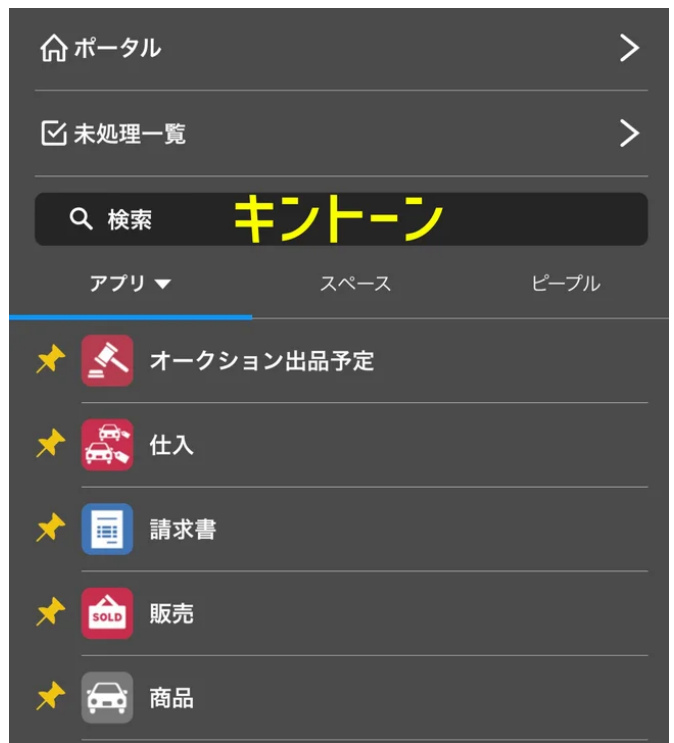 ポータル
未処理一覧
検索 キントーン
アプリ▼ スペース ピープル
オークション出品予定
仕入
請求書
SOLD 販売
商品